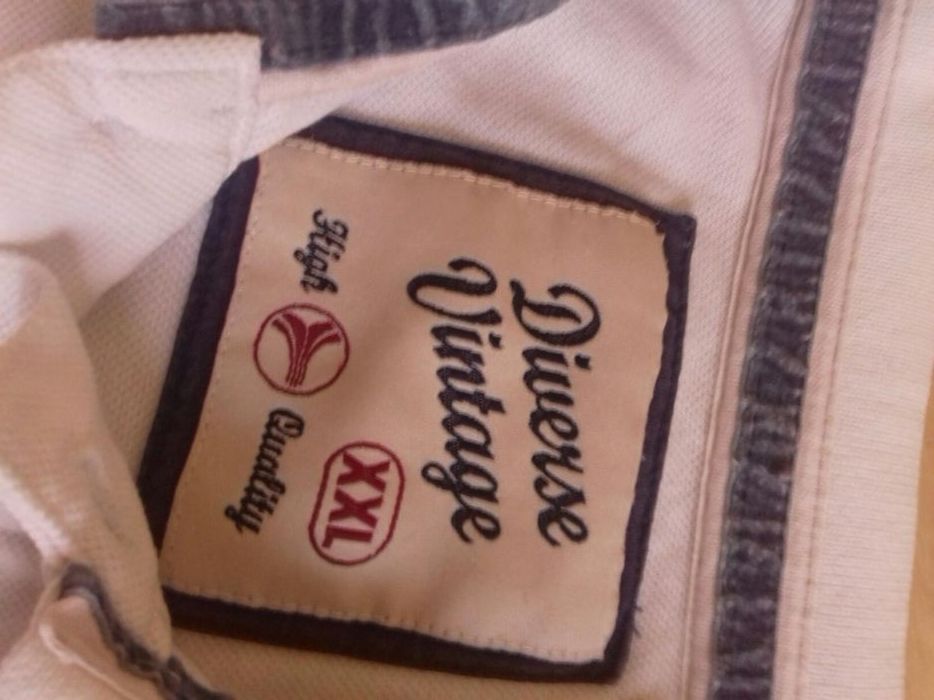 Diverse
Vintage
XXL
High Quality